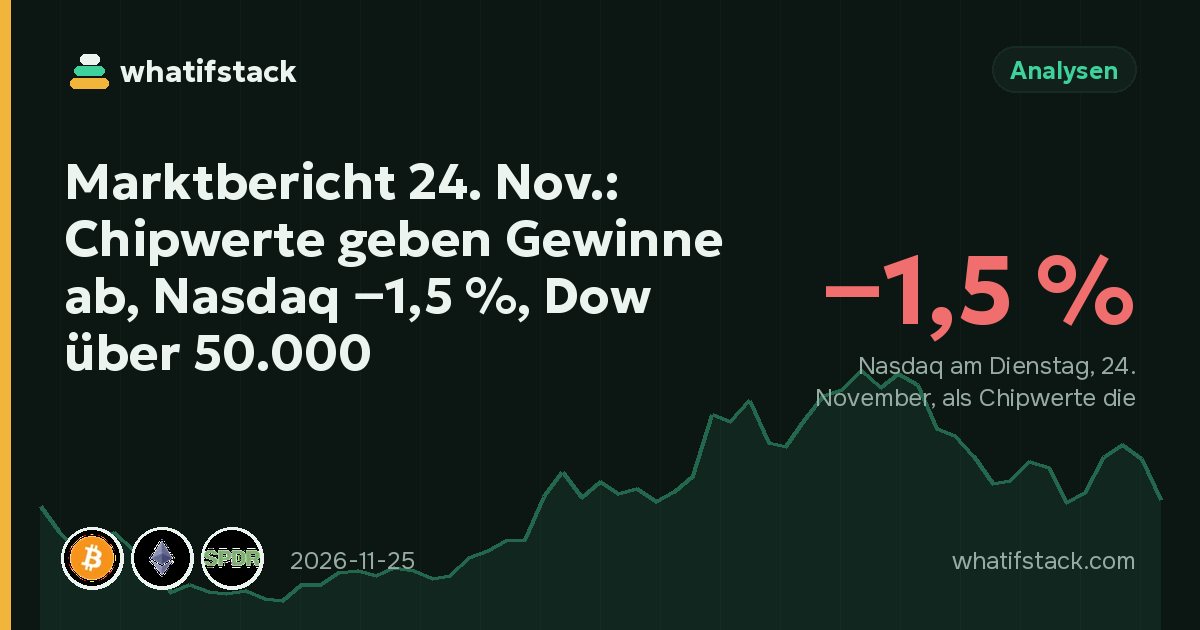 whatifstack
Analysen
Marktbericht 24. Nov.:
Chipwerte geben Gewinne
ab, Nasdaq −1,5 %, Dow
über 50.000
−1,5 %
Nasdaq am Dienstag, 24.
November, als Chipwerte die
SPDR
2026-11-25
whatifstack.com